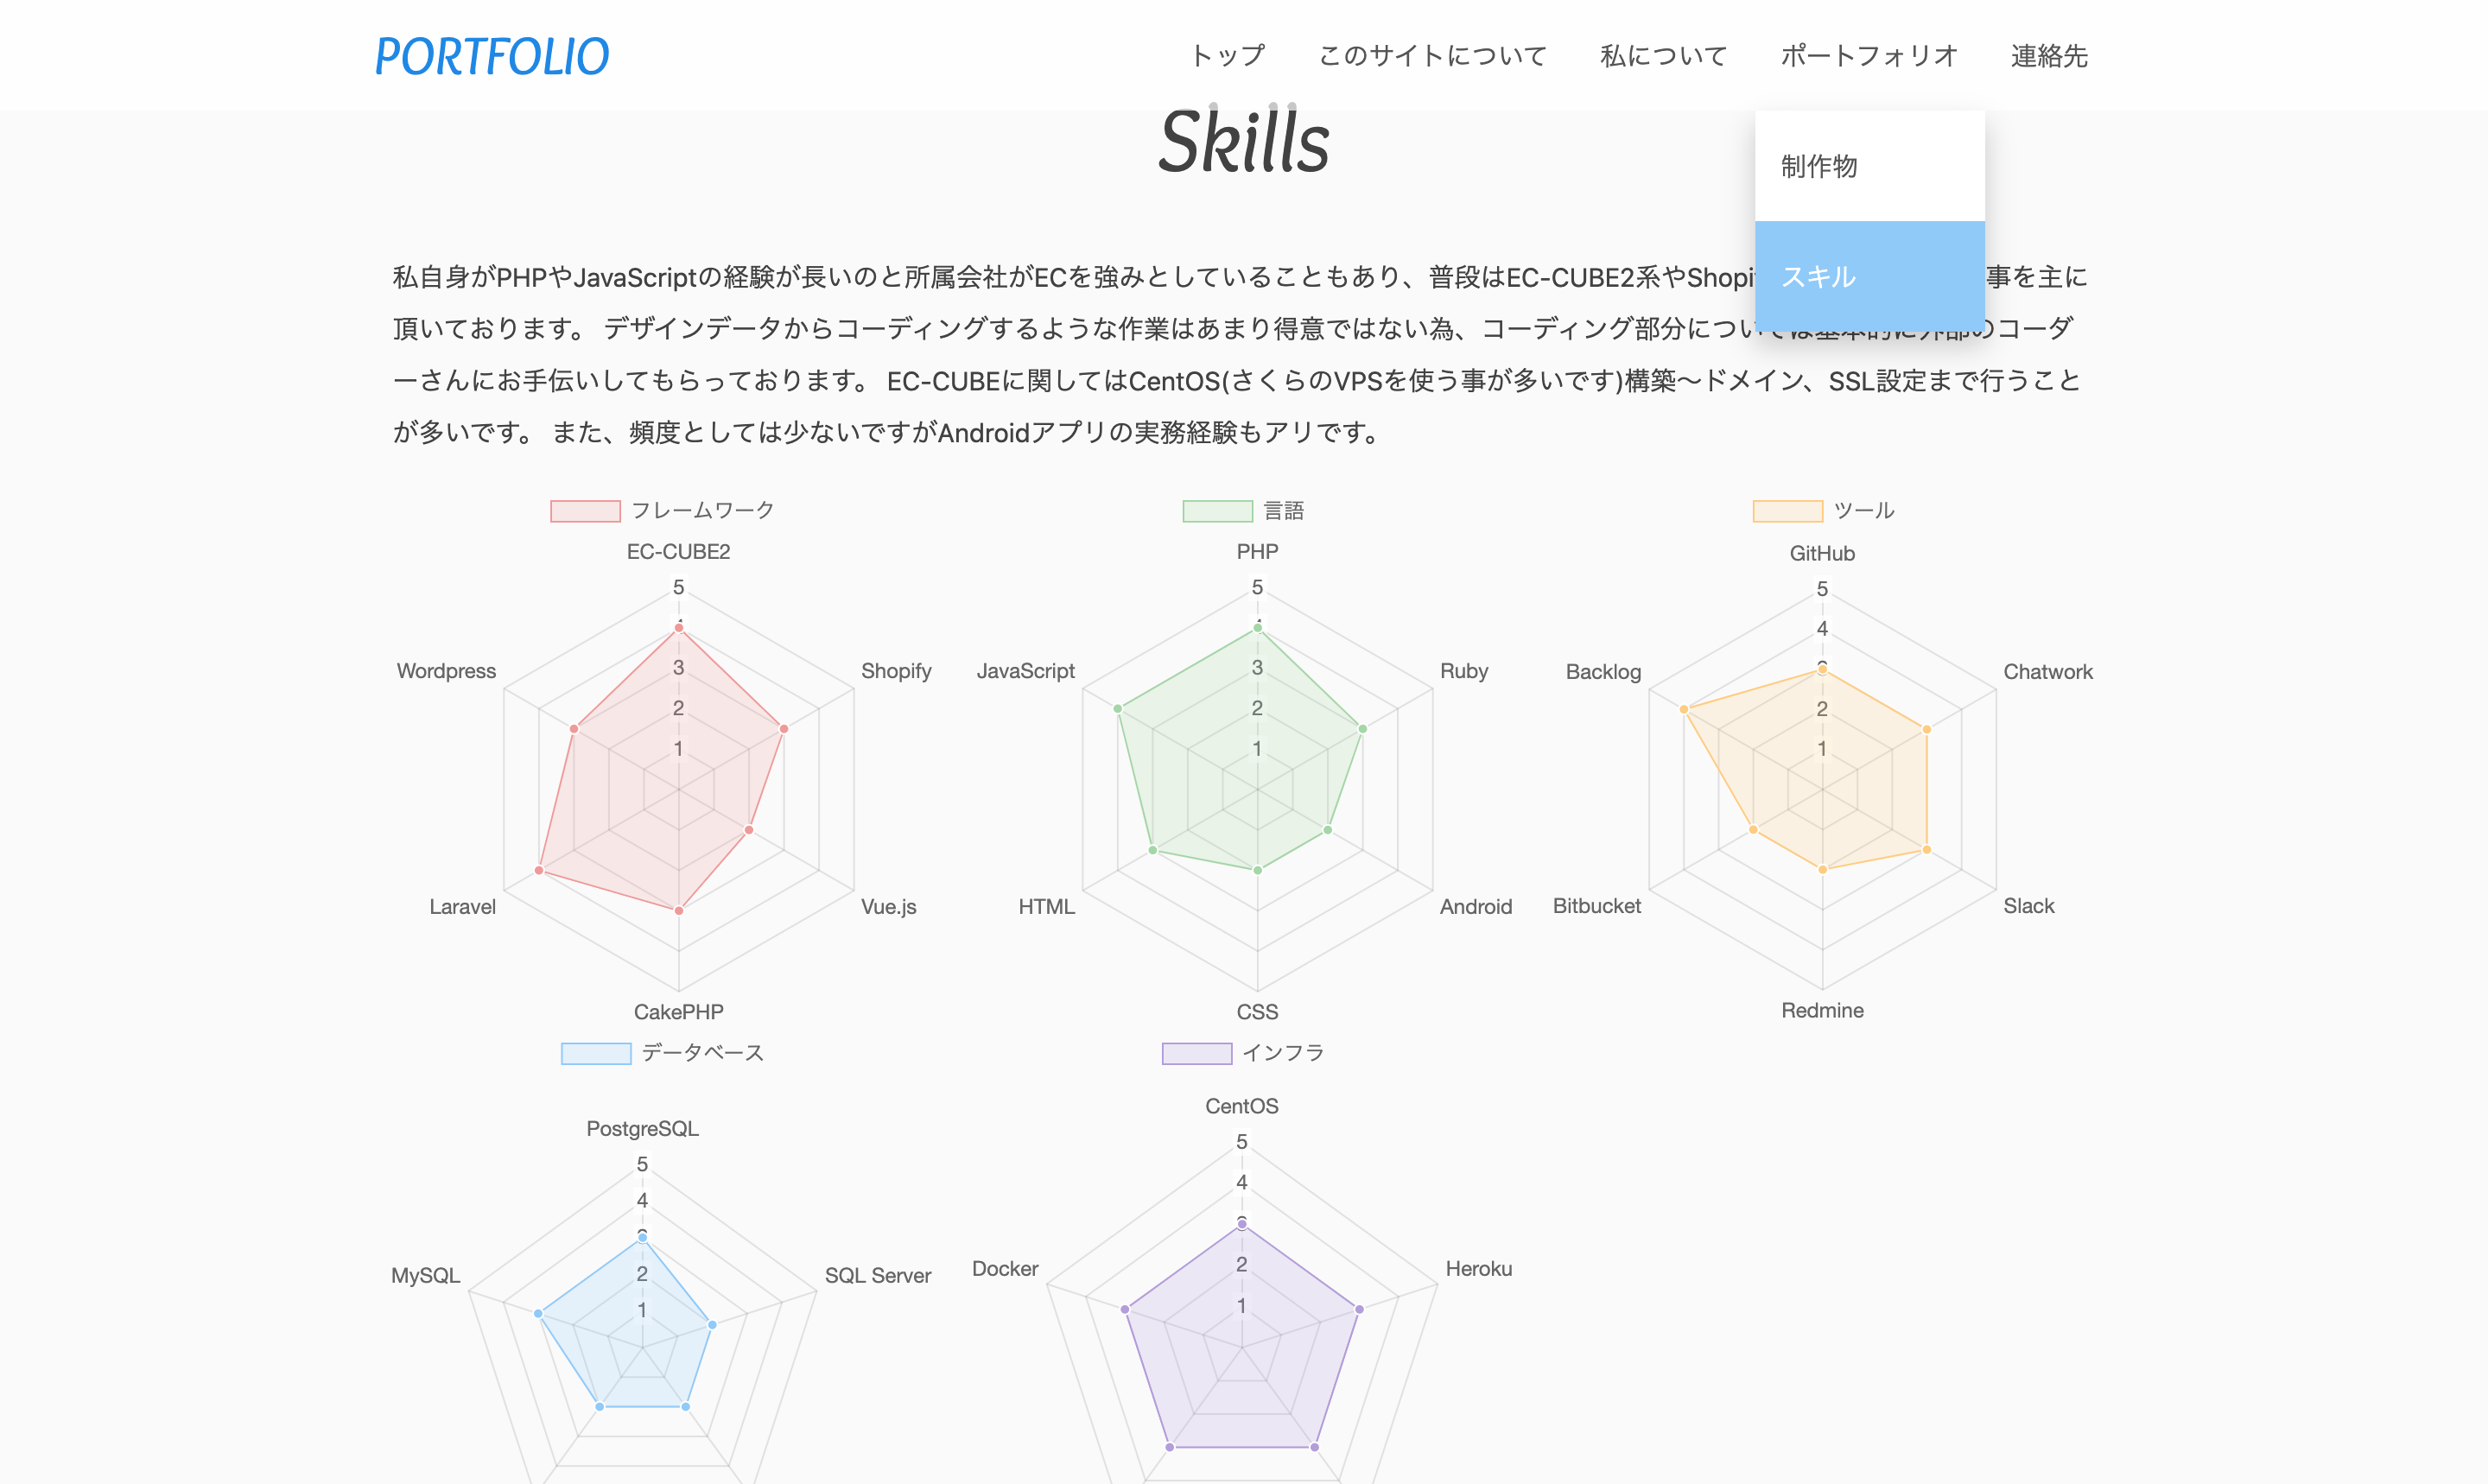 PORTFOLIO
トップ
このサイトについて
私について
ポートフォリオ
連絡先
制作物
スキル
Skills
私自身がPHPやJavaScriptの経験が長いのと所属会社がECを強みとしていることもあり、普段はEC-CUBE2系やShopi 事を主に
頂いております。 デザインデータからコーディングするような作業はあまり得意ではない為、コーディング部分については基本的に外部のコーダ
ーさんにお手伝いしてもらっております。 EC-CUBEに関してはCentOS(さくらのVPSを使う事が多いです)構築〜ドメイン、SSL設定まで行うこと
が多いです。 また、頻度としては少ないですがAndroidアプリの実務経験もアリです。
フレームワーク
EC-CUBE2
5
3
2
1
Wordpress
Shopify
Laravel
Vue.js
CakePHP
言語
PHP
5
3
2
1
JavaScript
Ruby
HTML
Android
CSS
ツール
GitHub
5
4
2
1
Backlog
Chatwork
Bitbucket
Slack
Redmine
データベース
PostgreSQL
5
4
2
1
MySQL
SQL Server
インフラ
CentOS
5
4
2
1
Docker
Heroku